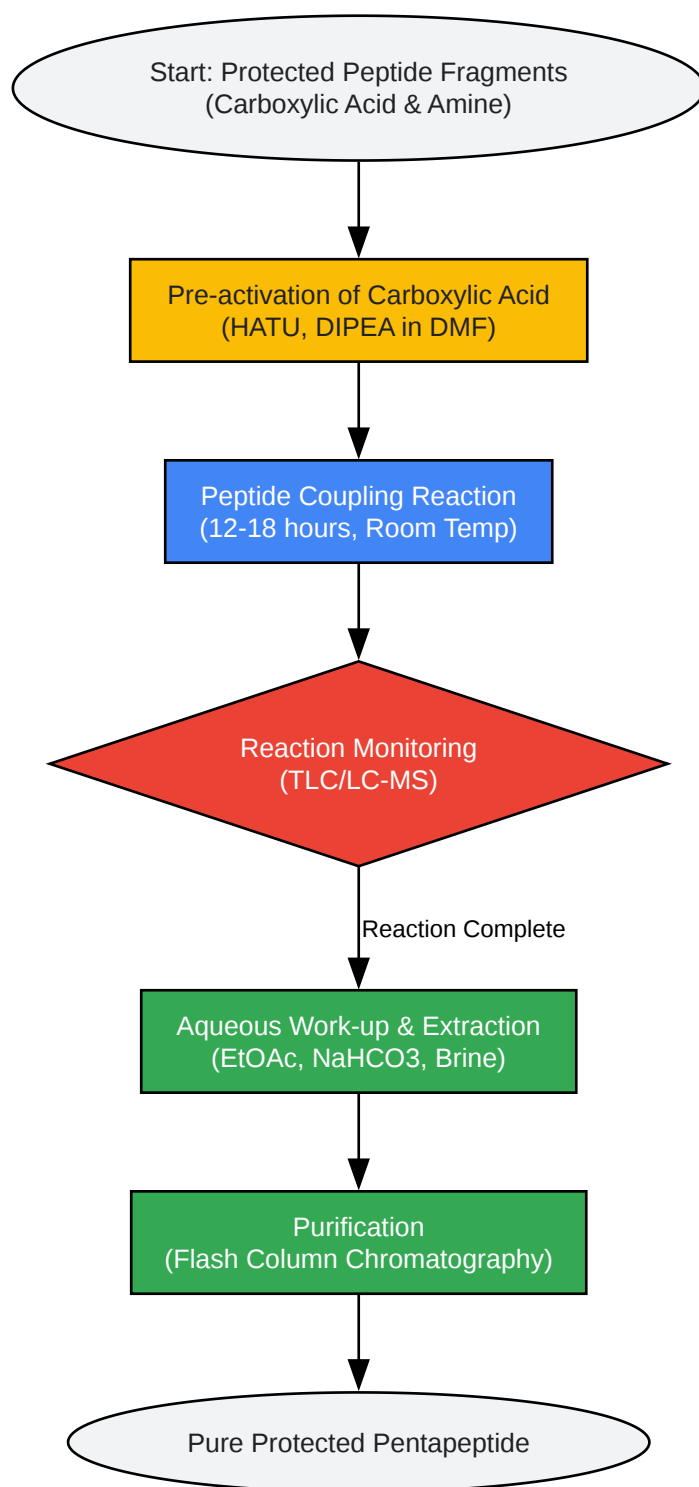 Start: Protected Peptide Fragments
(Carboxylic Acid & Amine)
Pre-activation of Carboxylic Acid
(HATU, DIPEA in DMF)
Peptide Coupling Reaction
(12-18 hours, Room Temp)
Reaction Monitoring
(TLC/LC-MS)
Reaction Complete
Aqueous Work-up & Extraction
(EtOAc, NaHCO3, Brine)
Purification
(Flash Column Chromatography)
Pure Protected Pentapeptide